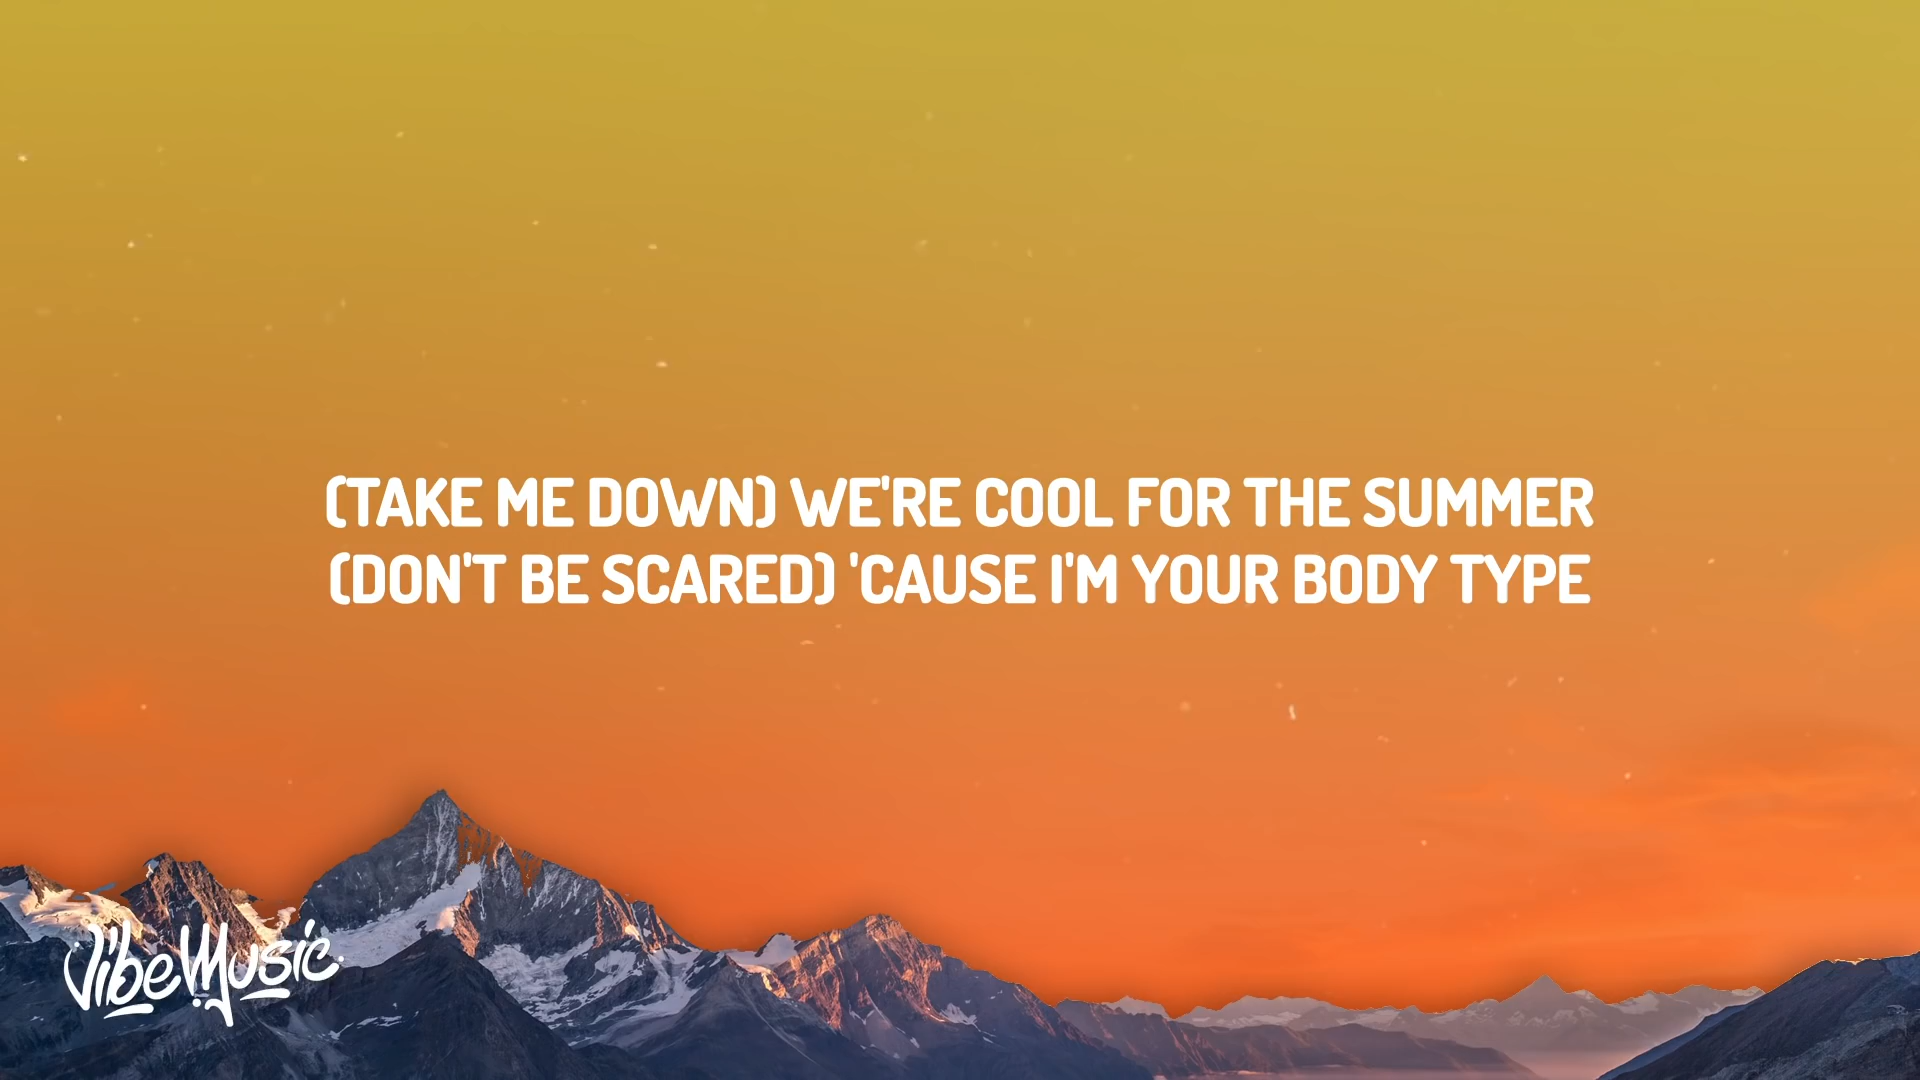 (TAKE ME DOWN) WE'RE COOL FOR THE SUMMER
(DON'T BE SCARED) 'CAUSE I'M YOUR BODY TYPE
VibeMusic